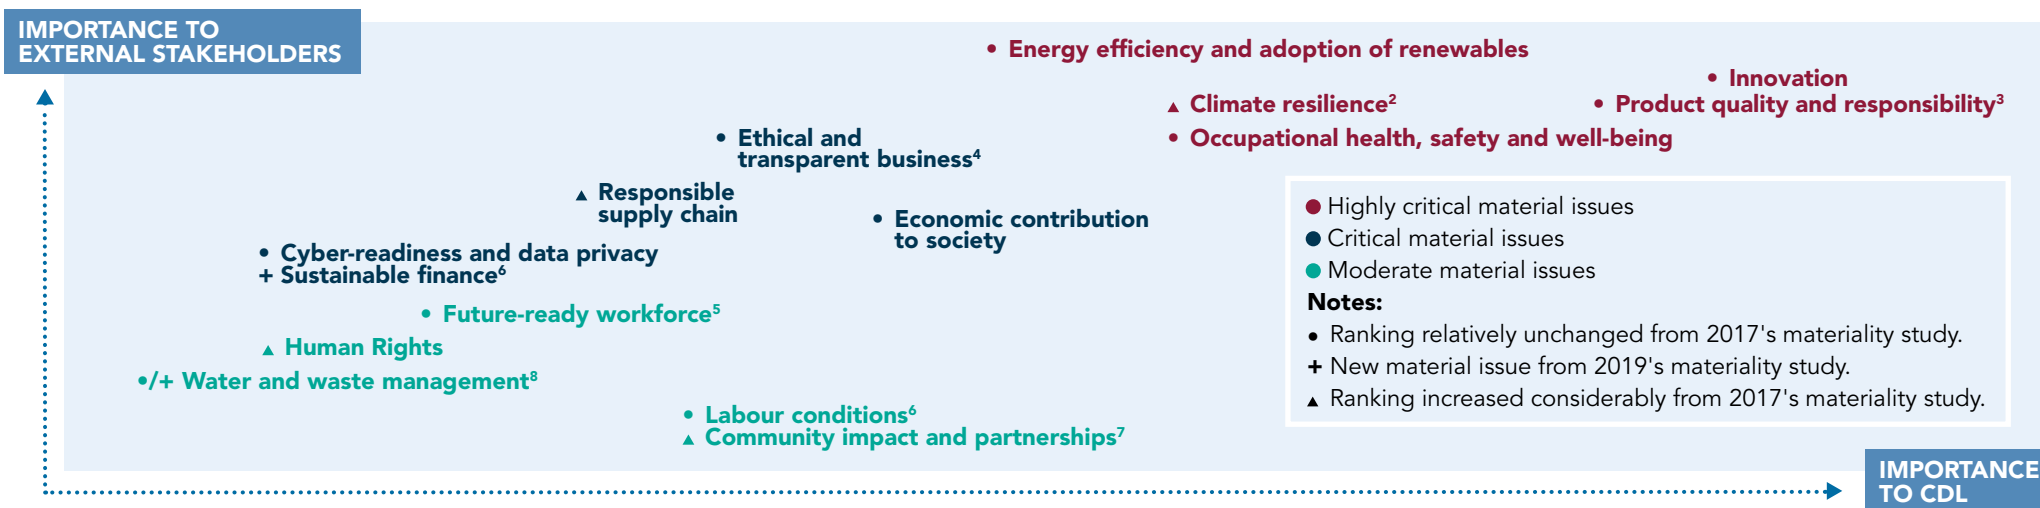 IMPORTANCE TO
EXTERNAL STAKEHOLDERS
• Energy efficiency and adoption of renewables
• Innovation
▲ Climate resilience²
• Product quality and responsibility³
• Ethical and
transparent business⁴
• Occupational health, safety and well-being
▲ Responsible
supply chain
• Economic contribution
to society
• Cyber-readiness and data privacy
+ Sustainable finance⁶
• Future-ready workforce⁵
▲ Human Rights
•/+ Water and waste management⁸
• Labour conditions⁶
▲ Community impact and partnerships⁷
● Highly critical material issues
● Critical material issues
● Moderate material issues
Notes:
• Ranking relatively unchanged from 2017's materiality study.
+ New material issue from 2019's materiality study.
▲ Ranking increased considerably from 2017's materiality study.
IMPORTANCE
TO CDL